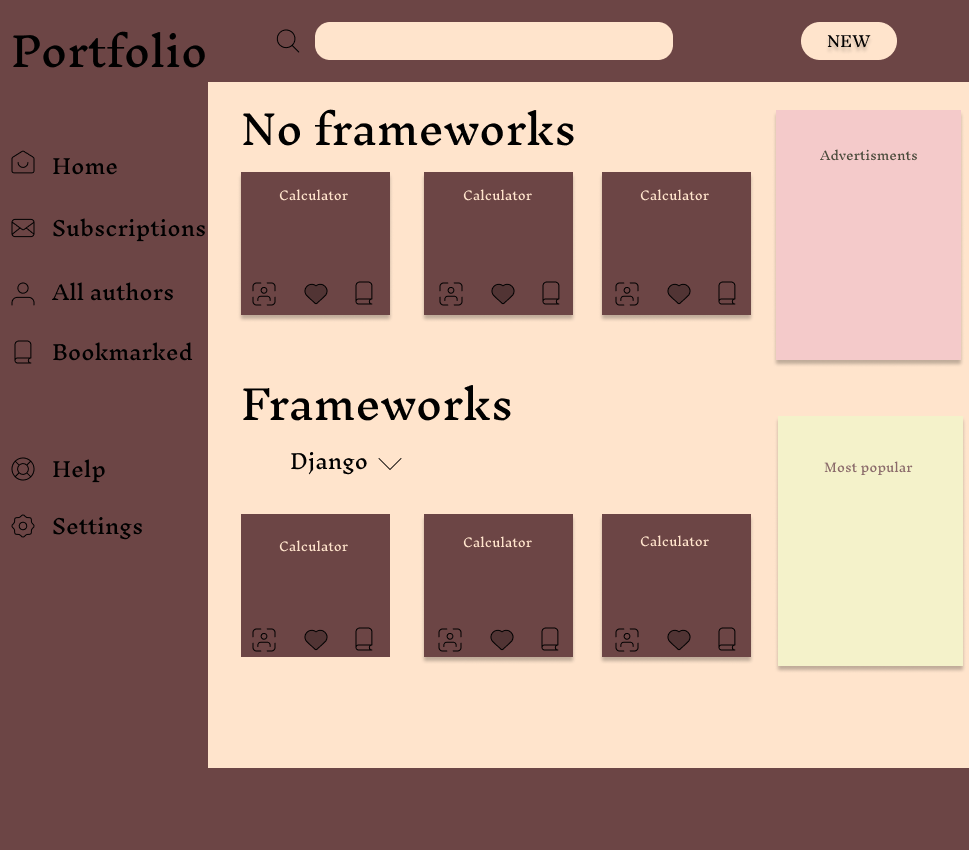 Portfolio
NEW
Home
Subscriptions
All authors
Bookmarked
Help
Settings
No frameworks
Calculator
Calculator
Calculator
Frameworks
Django
Calculator
Calculator
Calculator
Advertisments
Most popular